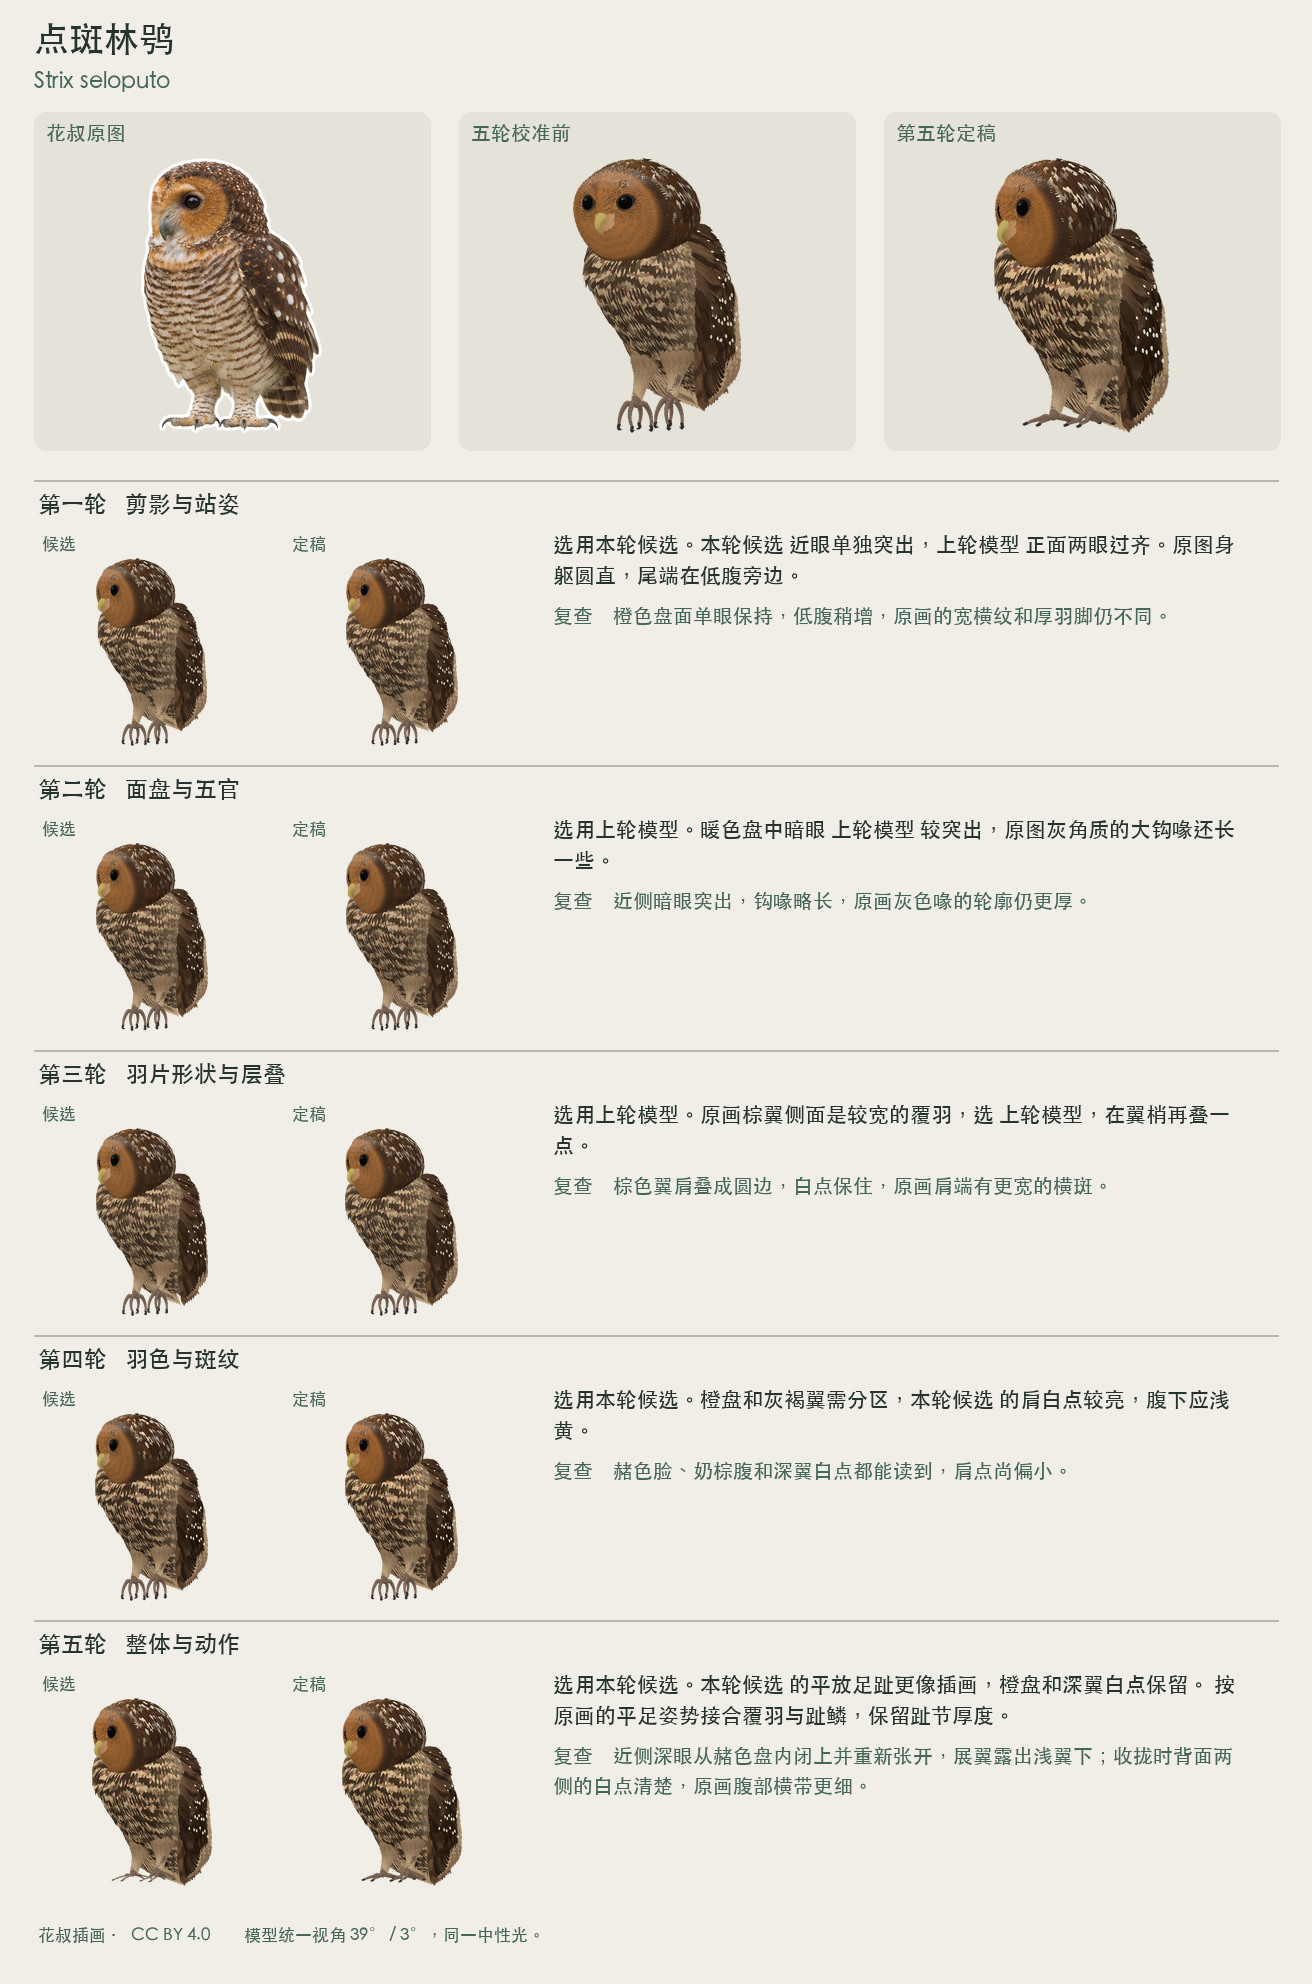 点斑林鸮
Strix seloputo
花叔原图
五轮校准前
第五轮定稿
第一轮 剪影与站姿
候选
定稿
选用本轮候选。本轮候选 近眼单独突出，上轮模型 正面两眼过齐。原图身
躯圆直，尾端在低腹旁边。
复查 橙色盘面单眼保持，低腹稍增，原画的宽横纹和厚羽脚仍不同。
第二轮 面盘与五官
候选
定稿
选用上轮模型。暖色盘中暗眼 上轮模型 较突出，原图灰角质的大钩喙还长
一些。
复查 近侧暗眼突出，钩喙略长，原画灰色喙的轮廓仍更厚。
第三轮 羽片形状与层叠
候选
定稿
选用上轮模型。原画棕翼侧面是较宽的覆羽，选 上轮模型，在翼梢再叠一
点。
复查 棕色翼肩叠成圆边，白点保住，原画肩端有更宽的横斑。
第四轮 羽色与斑纹
候选
定稿
选用本轮候选。橙盘和灰褐翼需分区，本轮候选 的肩白点较亮，腹下应浅
黄。
复查 赭色脸、奶棕腹和深翼白点都能读到，肩点尚偏小。
第五轮 整体与动作
候选
定稿
选用本轮候选。本轮候选 的平放足趾更像插画，橙盘和深翼白点保留。 按
原画的平足姿势接合覆羽与趾鳞，保留趾节厚度。
复查 近侧深眼从赭色盘内闭上并重新张开，展翼露出浅翼下；收拢时背面两
侧的白点清楚，原画腹部横带更细。
花叔插画· CC BY 4.0 模型统一视角 39° / 3° ，同一中性光。